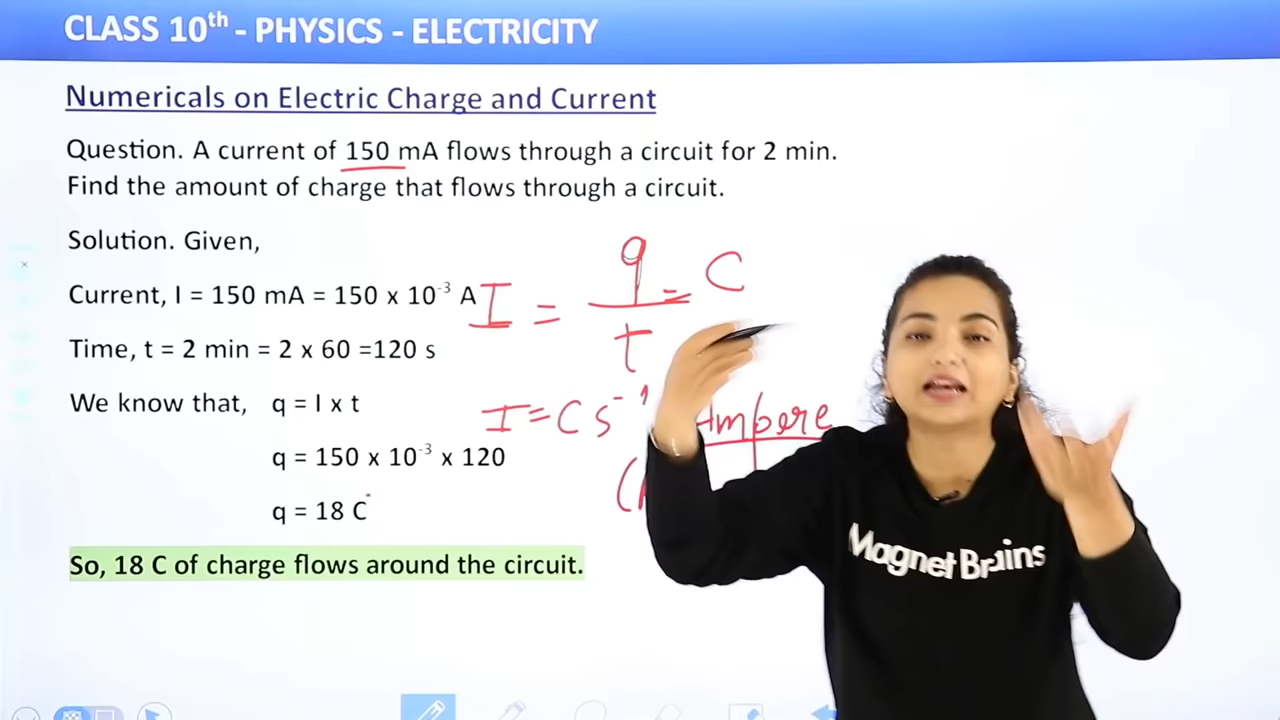 CLASS 10th - PHYSICS - ELECTRICITY
Numericals on Electric Charge and Current
Question. A current of 150 mA flows through a circuit for 2 min.
Find the amount of charge that flows through a circuit.
Solution. Given,
Current, I = 150 mA = 150 x 10⁻³ A
Time, t = 2 min = 2 x 60 =120 s
We know that, q = I x t
q = 150 x 10⁻³ x 120
q = 18 C
So, 18 C of charge flows around the circuit.
I = q/t = C
I = C s⁻¹
Magnet Brains